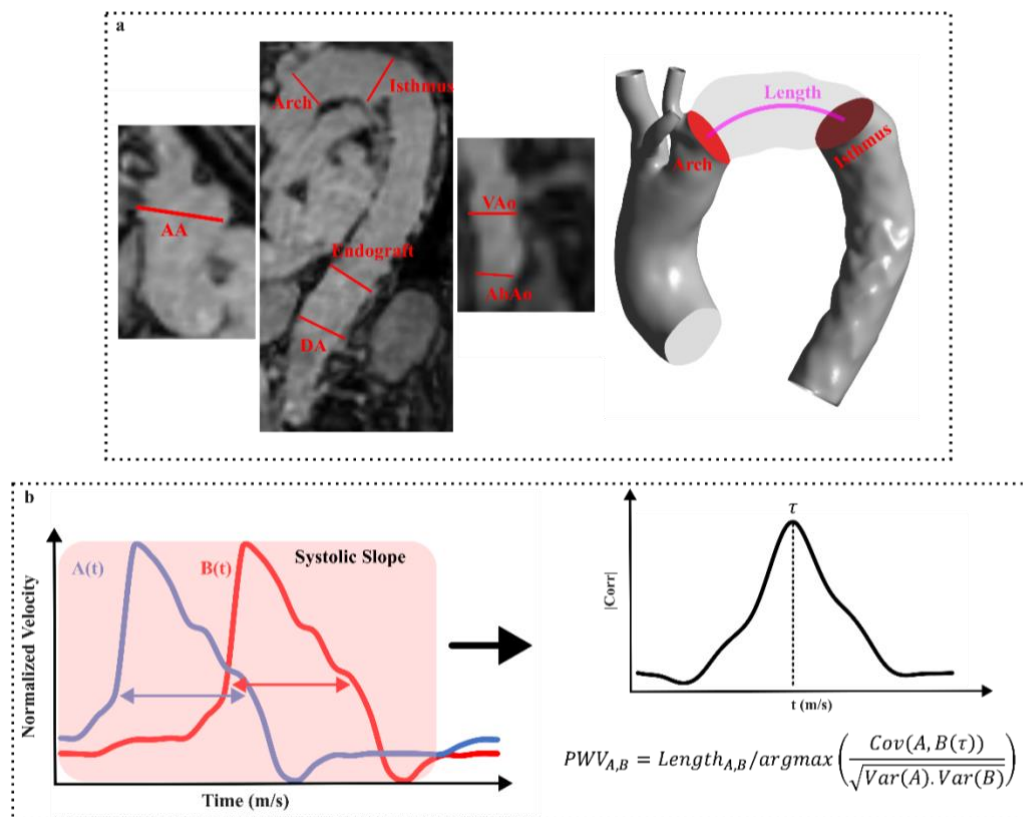 a
AA
Arch
Isthmus
Endograft
DA
VAo
AbAo
Length
Arch
Isthmus
b
Normalized Velocity
A(t)
B(t)
Systolic Slope
Time (m/s)
τ
|Corr|
t (m/s)
PWV_{A,B} = Length_{A,B}/argmax(Cov(A, B(τ))/√(Var(A).Var(B)))